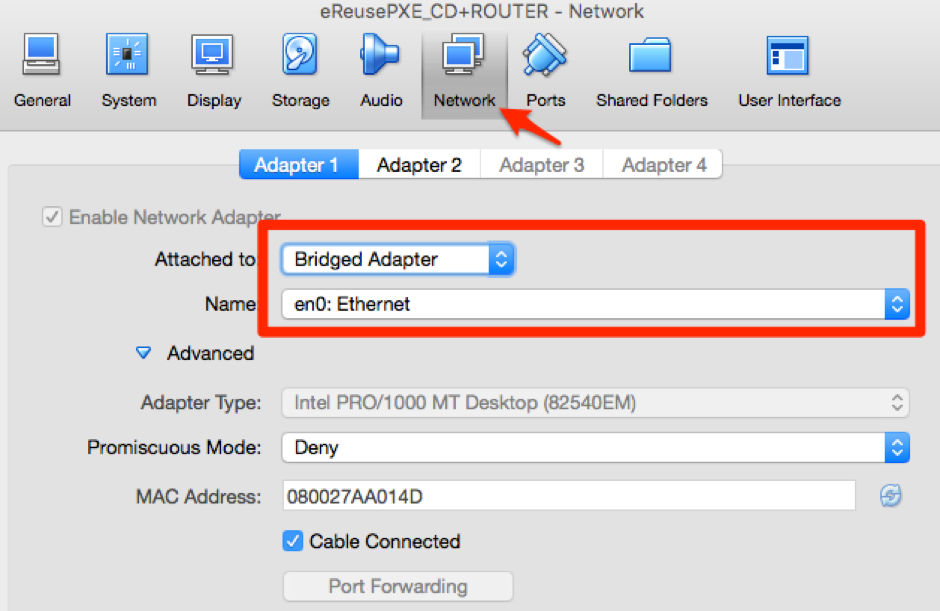 eReusePXE_CD+ROUTER - Network
General System Display Storage Audio Network Ports Shared Folders User Interface
Adapter 1 Adapter 2 Adapter 3 Adapter 4
Enable Network Adapter
Attached to Bridged Adapter
Name en0: Ethernet
Advanced
Adapter Type: Intel PRO/1000 MT Desktop (82540EM)
Promiscuous Mode: Deny
MAC Address: 080027AA014D
Cable Connected
Port Forwarding